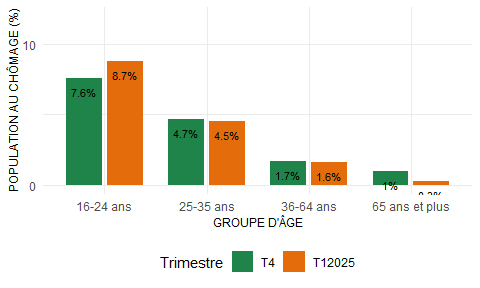 POPULATION AU CHÔMAGE (%)
10
0
7.6%
8.7%
4.7%
4.5%
1.7%
1.6%
1%
16-24 ans
25-35 ans
36-64 ans
65 ans et plus
GROUPE D'ÂGE
Trimestre
T4
T12025